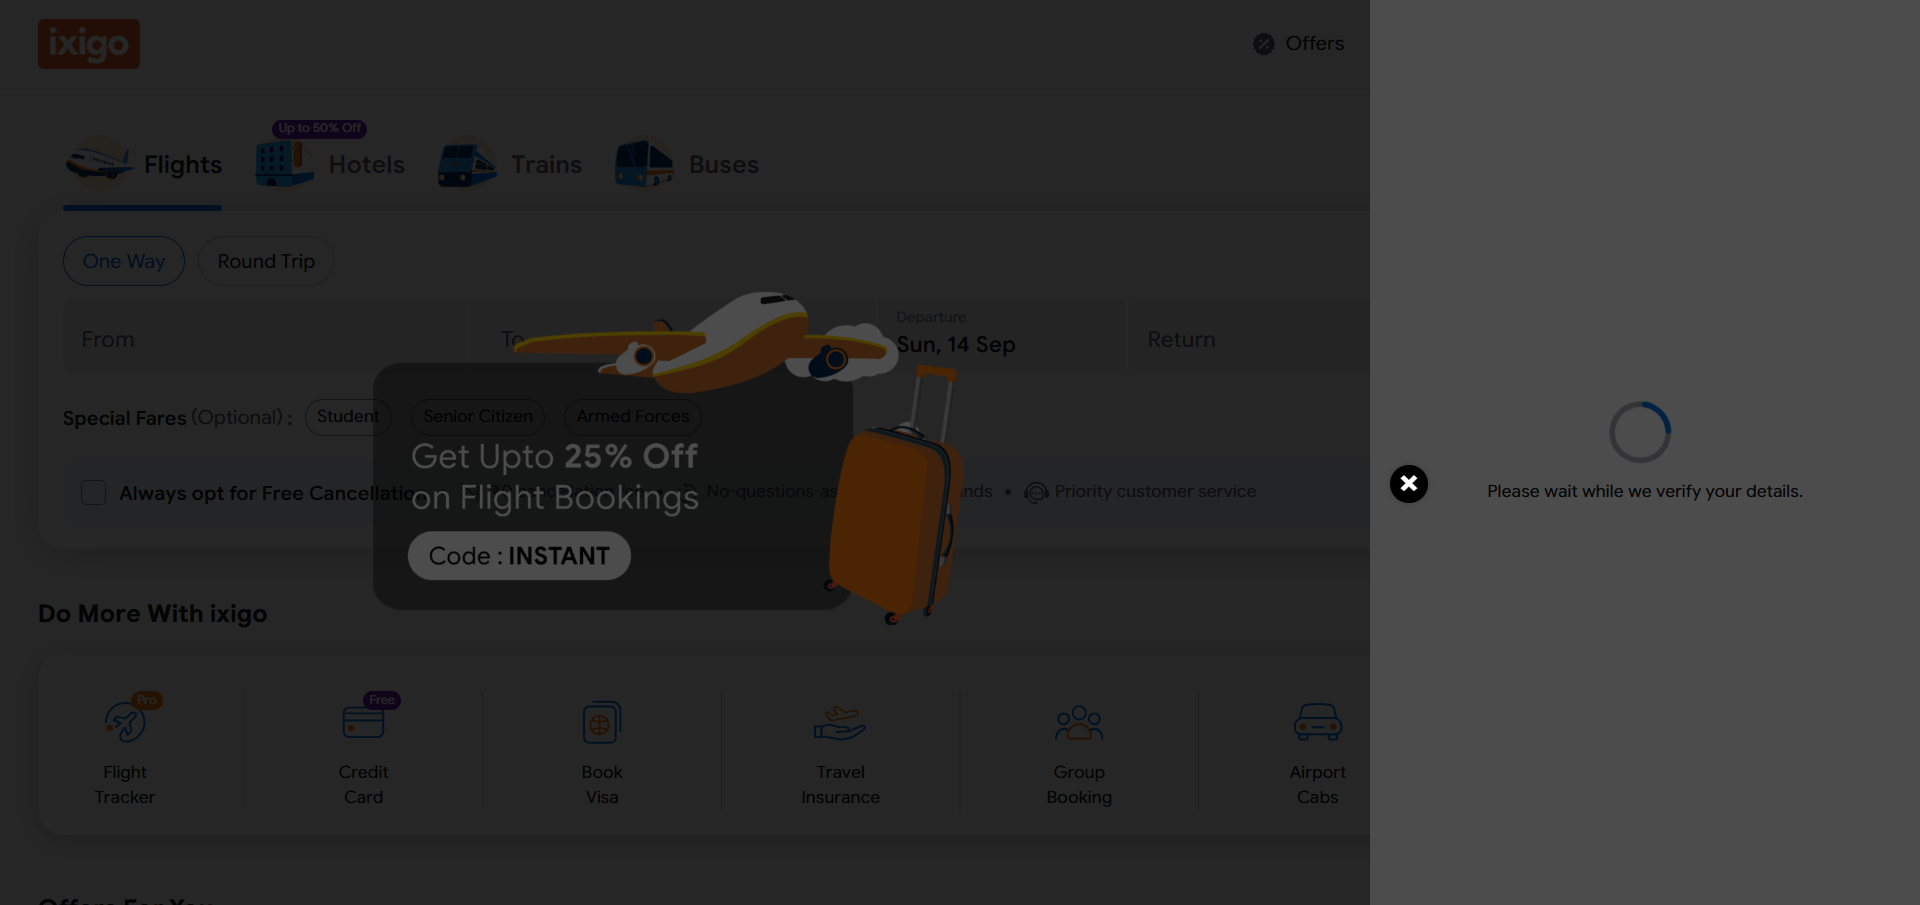 ixigo
Offers
Up to 50% Off
Flights
Hotels
Trains
Buses
One Way
Round Trip
From
To
Departure
Sun, 14 Sep
Return
Special Fares (Optional) :
Student
Senior Citizen
Armed Forces
Get Upto 25% Off
on Flight Bookings
Code : INSTANT
Always opt for Free Cancellation
No-questions-as
nds
Priority customer service
Please wait while we verify your details.
Do More With ixigo
Pro
Flight
Tracker
Free
Credit
Card
Book
Visa
Travel
Insurance
Group
Booking
Airport
Cabs
Offers For You